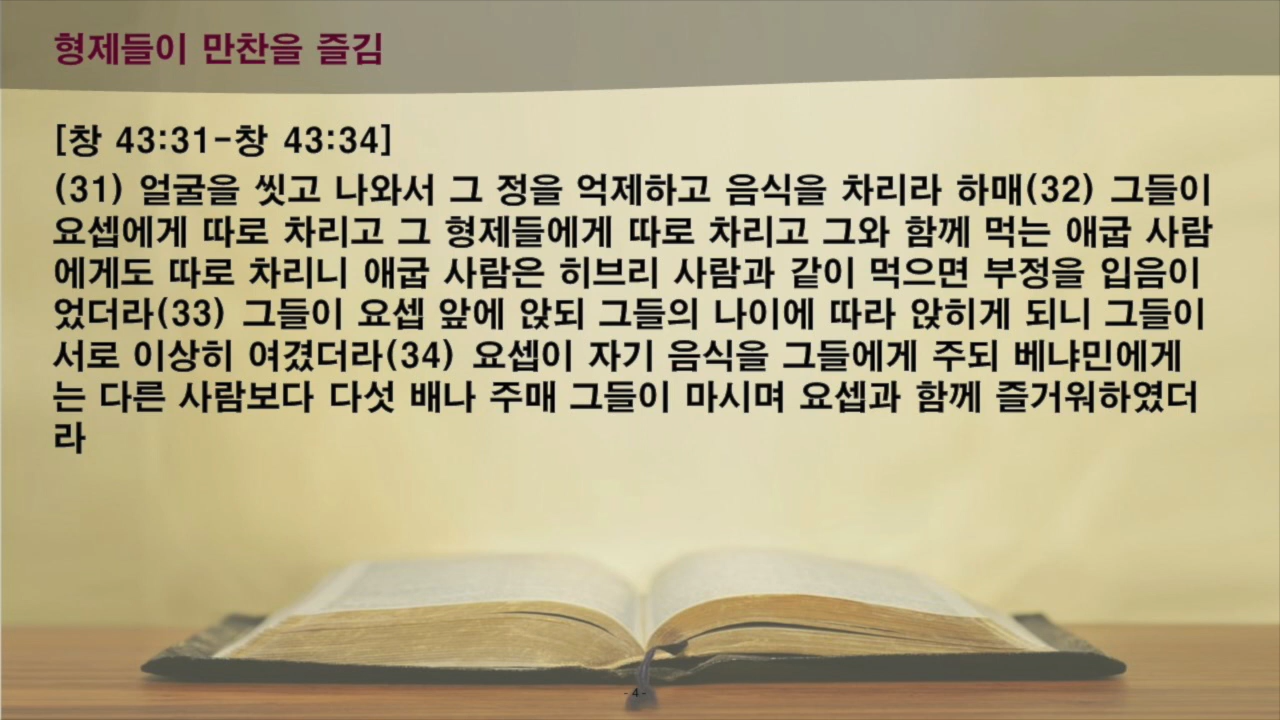 형제들이 만찬을 즐김
[창 43:31-창 43:34]
(31) 얼굴을 씻고 나와서 그 정을 억제하고 음식을 차리라 하매(32) 그들이
요셉에게 따로 차리고 그 형제들에게 따로 차리고 그와 함께 먹는 애굽 사람
에게도 따로 차리니 애굽 사람은 히브리 사람과 같이 먹으면 부정을 입음이
었더라(33) 그들이 요셉 앞에 앉되 그들의 나이에 따라 앉히게 되니 그들이
서로 이상히 여겼더라(34) 요셉이 자기 음식을 그들에게 주되 베냐민에게
는 다른 사람보다 다섯 배나 주매 그들이 마시며 요셉과 함께 즐거워하였더
라
- 4 -